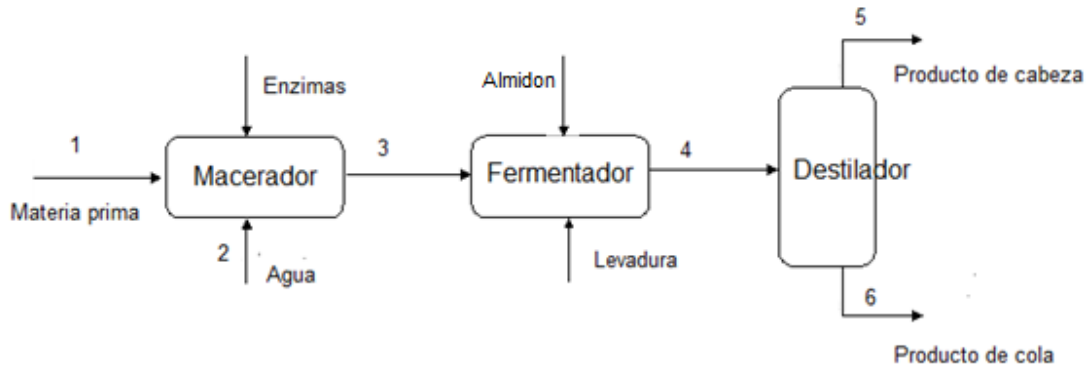 5
Producto de cabeza
Enzimas
Almidon
1
3
4
Macerador
Fermentador
Destilador
Materia prima
2
Agua
Levadura
6
Producto de cola